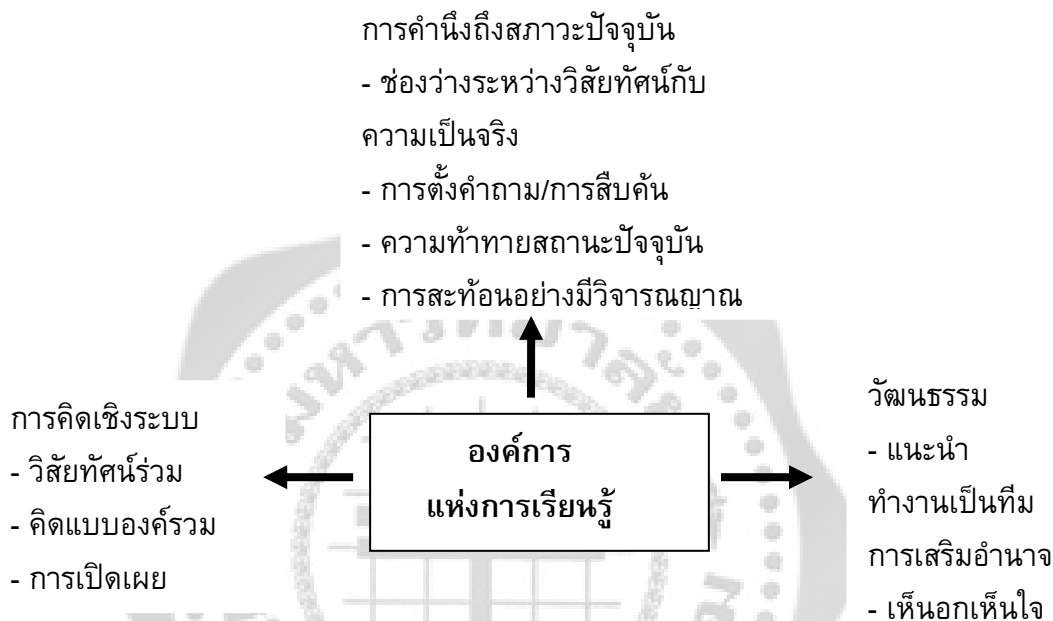 การคำนึงถึงสภาวะปัจจุบัน
- ช่องว่างระหว่างวิสัยทัศน์กับ
ความเป็นจริง
- การตั้งคำถาม/การสืบค้น
- ความท้าทายสถานะปัจจุบัน
- การสะท้อนอย่างมีวิจารณญาณ
การคิดเชิงระบบ
- วิสัยทัศน์ร่วม
- คิดแบบองค์รวม
- การเปิดเผย
องค์การ
แห่งการเรียนรู้
วัฒนธรรม
- แนะนำ
ทำงานเป็นทีม
การเสริมอำนาจ
- เห็นอกเห็นใจ